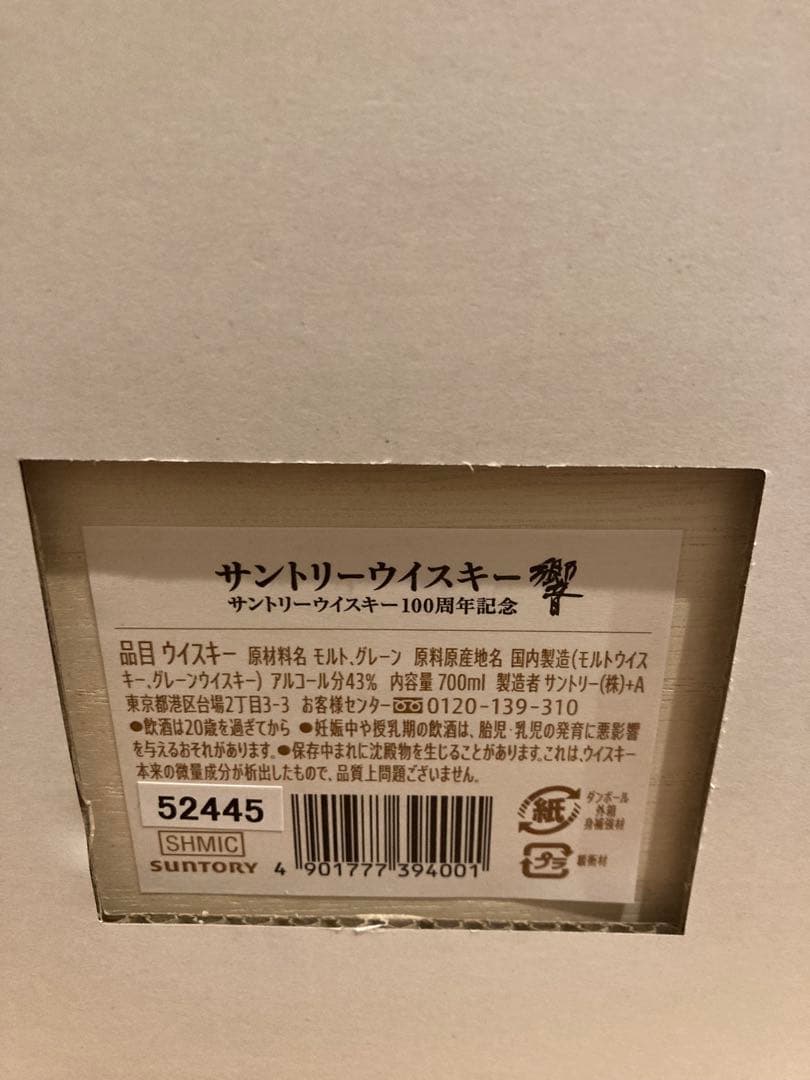 サントリーウイスキー 響
サントリーウイスキー100周年記念
品目 ウイスキー 原材料名 モルト、グレーン 原料原産地名 国内製造(モルトウイス
キー、グレーンウイスキー) アルコール分43% 内容量 700ml 製造者 サントリー(株)+A
東京都港区台場2丁目3-3 お客様センター 0120-139-310
●飲酒は20歳を過ぎてから ●妊娠中や授乳期の飲酒は、胎児・乳児の発育に悪影響
を与えるおそれがあります。●保存中まれに沈殿物を生じることがあります。これは、ウイスキー
本来の微量成分が析出したもので、品質上問題ございません。
52445
SHMIC
SUNTORY
4 901777 394001
紙
ダンボール
外箱
身補強材
プラ
緩衝材